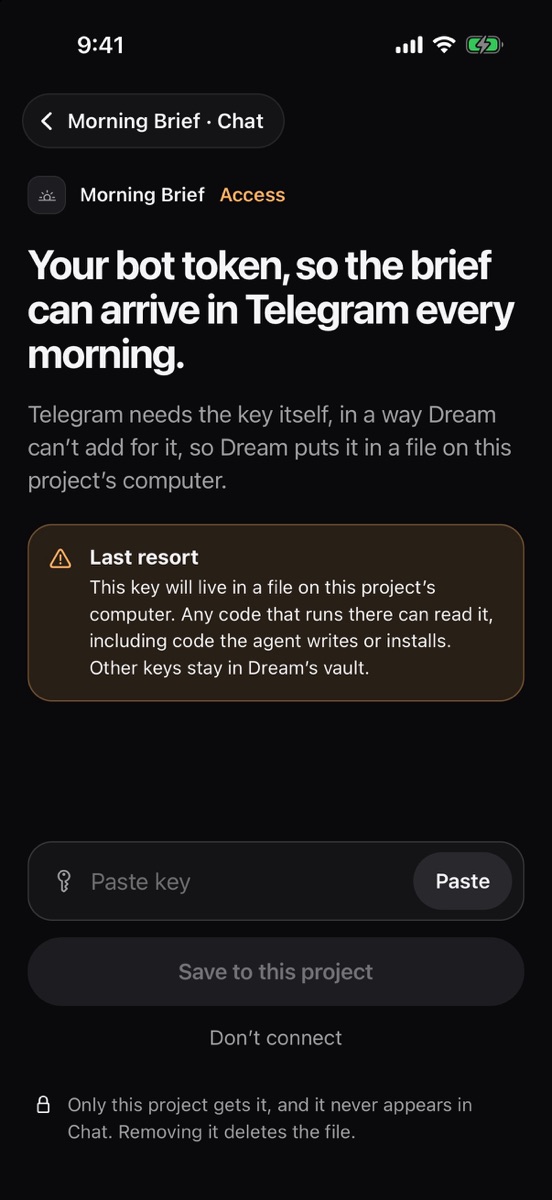 9:41
Morning Brief · Chat
Morning Brief Access
Your bot token, so the brief
can arrive in Telegram every
morning.
Telegram needs the key itself, in a way Dream
can’t add for it, so Dream puts it in a file on this
project’s computer.
Last resort
This key will live in a file on this project’s
computer. Any code that runs there can read it,
including code the agent writes or installs.
Other keys stay in Dream’s vault.
Paste key
Paste
Save to this project
Don’t connect
Only this project gets it, and it never appears in
Chat. Removing it deletes the file.